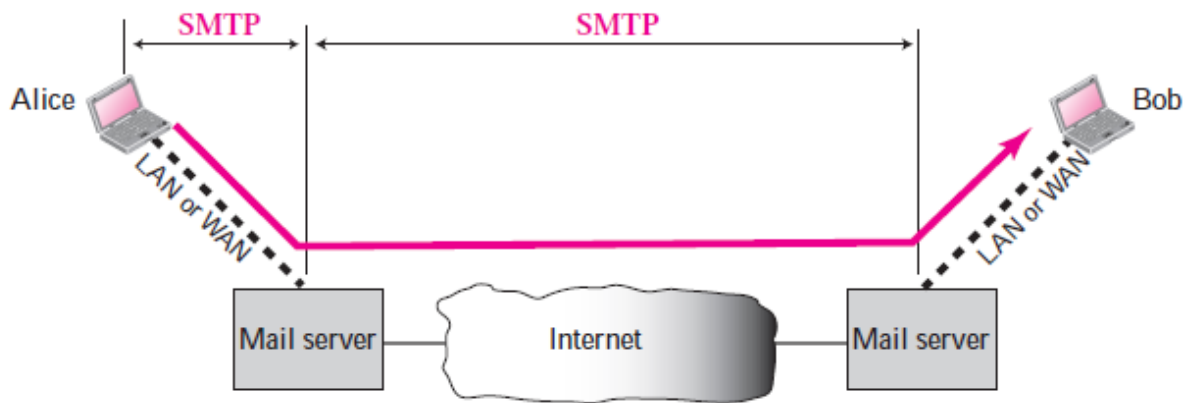 SMTP
SMTP
Alice
Bob
LAN or WAN
LAN or WAN
Mail server
Internet
Mail server